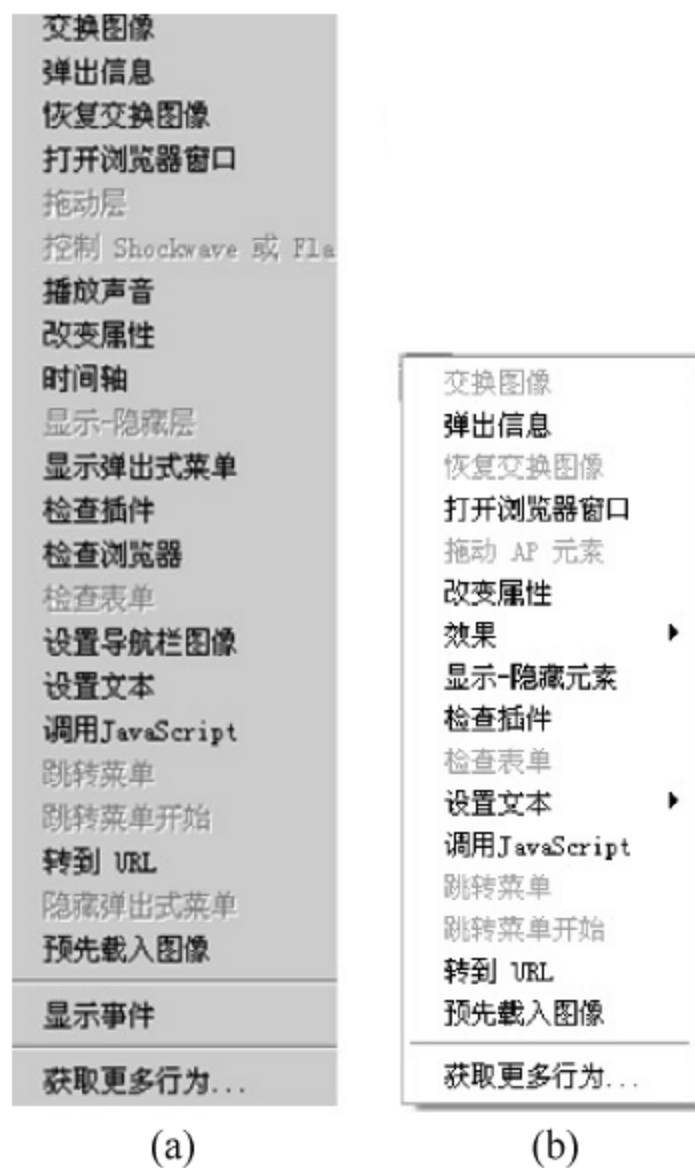 交换图像
弹出信息
恢复交换图像
打开浏览器窗口
拖动层
控制 Shockwave 或 Fla
播放声音
改变属性
时间轴
显示-隐藏层
显示弹出式菜单
检查插件
检查浏览器
检查表单
设置导航栏图像
设置文本
调用JavaScript
跳转菜单
跳转菜单开始
转到 URL
隐藏弹出式菜单
预先载入图像
显示事件
获取更多行为...
(a)
交换图像
弹出信息
恢复交换图像
打开浏览器窗口
拖动 AP 元素
改变属性
效果
显示-隐藏元素
检查插件
检查表单
设置文本
调用JavaScript
跳转菜单
跳转菜单开始
转到 URL
预先载入图像
获取更多行为...
(b)